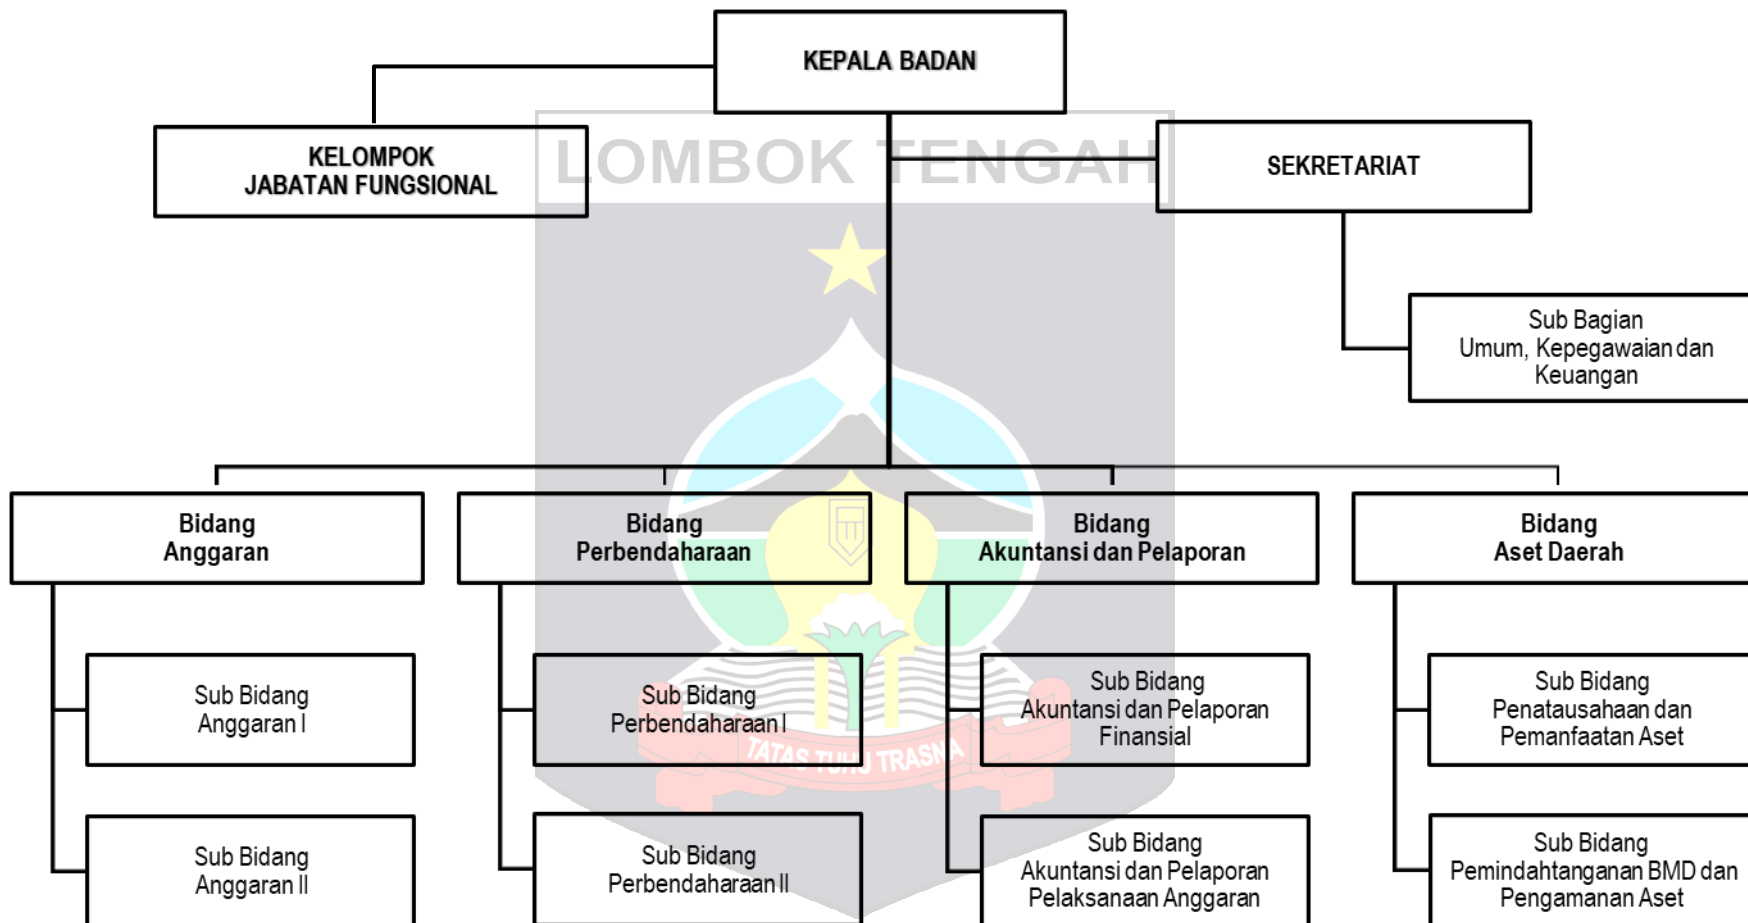 KEPALA BADAN
KELOMPOK
JABATAN FUNGSIONAL
LOMBOK TENGAH
SEKRETARIAT
Sub Bagian
Umum, Kepegawaian dan
Keuangan
Bidang
Anggaran
Bidang
Perbendaharaan
Bidang
Akuntansi dan Pelaporan
Bidang
Aset Daerah
Sub Bidang
Anggaran I
Sub Bidang
Perbendaharaan I
Sub Bidang
Akuntansi dan Pelaporan
Finansial
Sub Bidang
Penatausahaan dan
Pemanfaatan Aset
TATAS TUHU TRASNA
Sub Bidang
Anggaran II
Sub Bidang
Perbendaharaan II
Sub Bidang
Akuntansi dan Pelaporan
Pelaksanaan Anggaran
Sub Bidang
Pemindahtanganan BMD dan
Pengamanan Aset